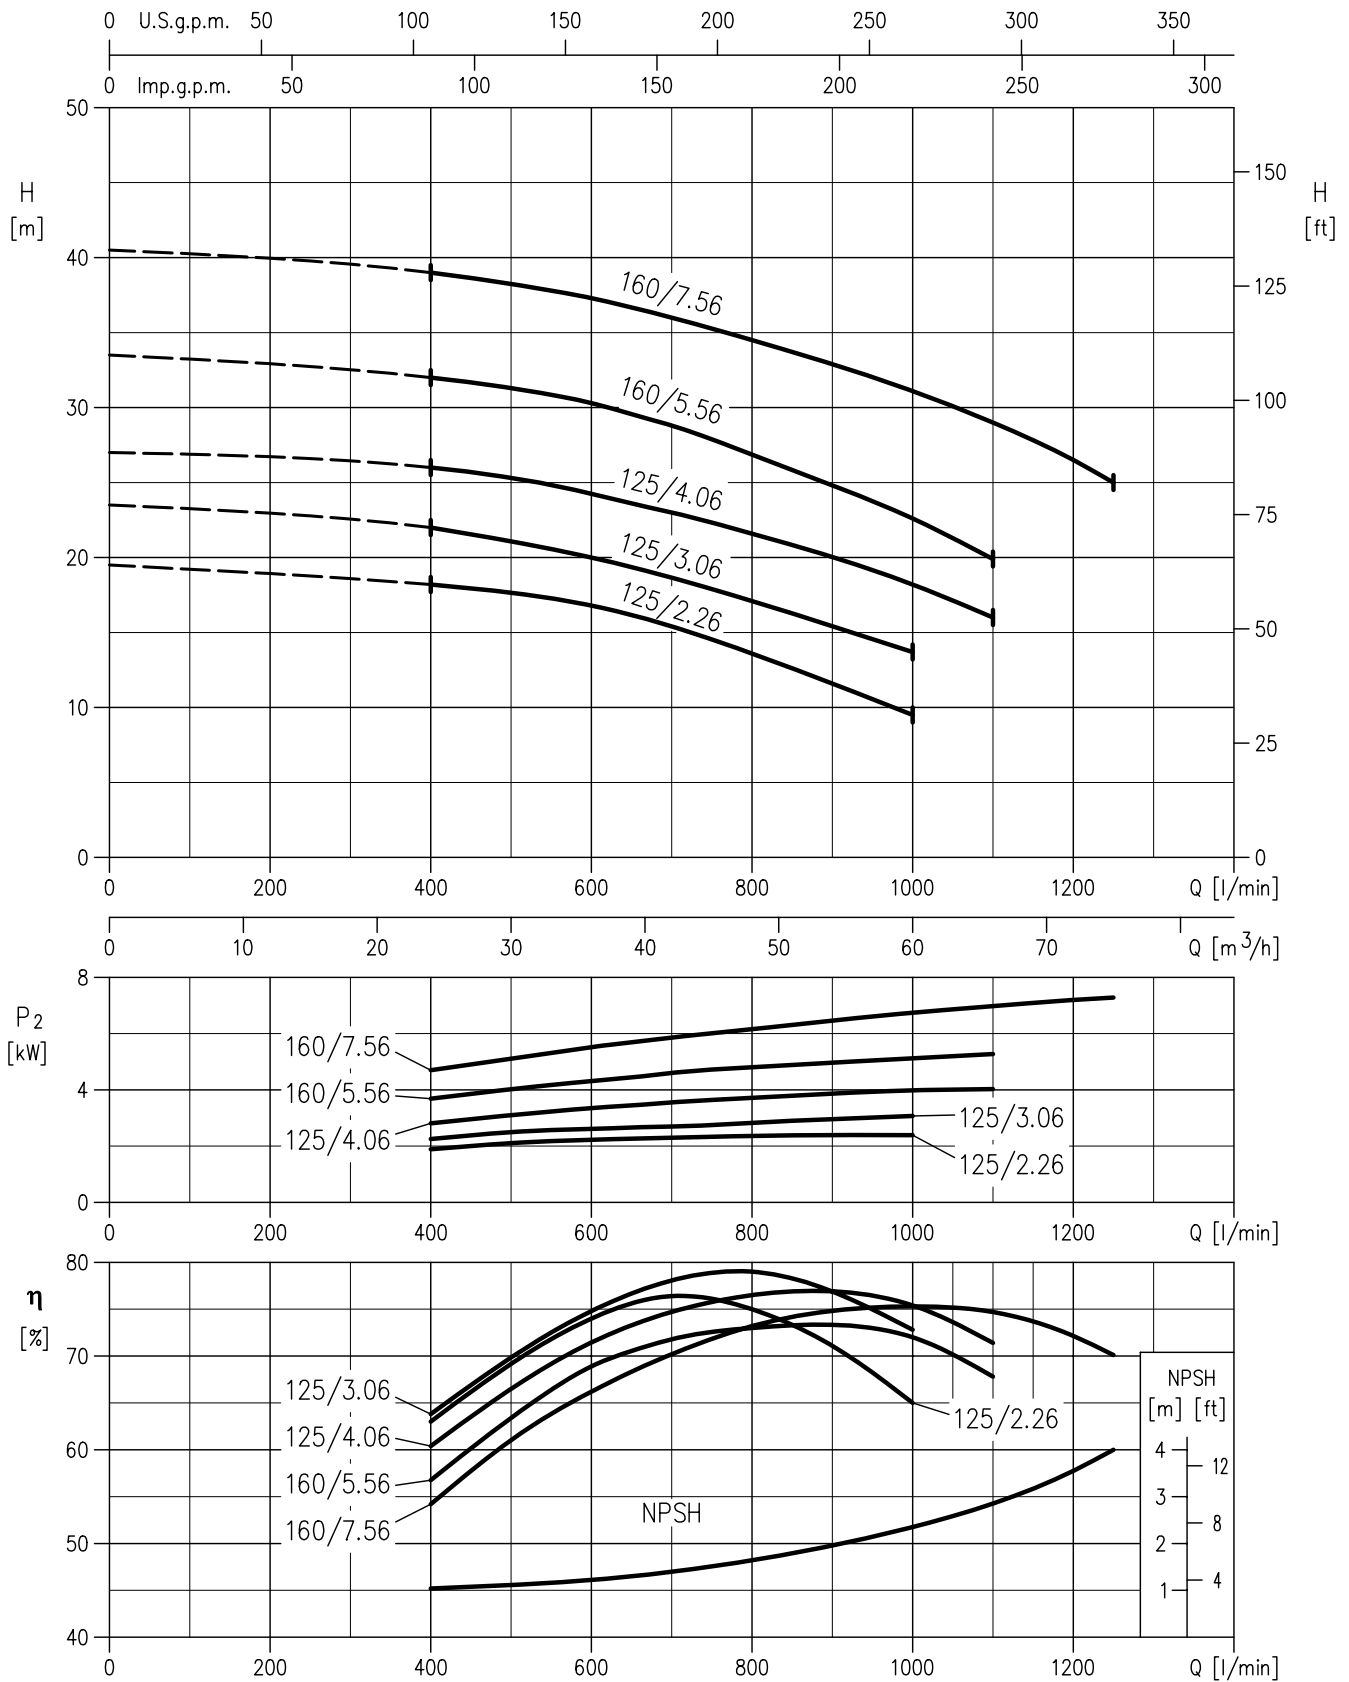 0 U.S.g.p.m. 50 100 150 200 250 300 350
0 Imp.g.p.m. 50 100 150 200 250 300
50
150
H
[m]
H
[ft]
40
125
160/7.56
160/5.56
30
100
125/4.06
75
125/3.06
20
125/2.26
50
10
25
0
0
0 200 400 600 800 1000 1200 Q [l/min]
0 10 20 30 40 50 60 70 Q [m³/h]
8
P2
[kW]
160/7.56
4
160/5.56
125/3.06
125/4.06
125/2.26
0
0 200 400 600 800 1000 1200 Q [l/min]
80
η
[%]
70
NPSH
125/3.06
[m] [ft]
125/2.26
125/4.06
60
4
12
160/5.56
3
NPSH
8
160/7.56
50
2
4
1
40
0 200 400 600 800 1000 1200 Q [l/min]